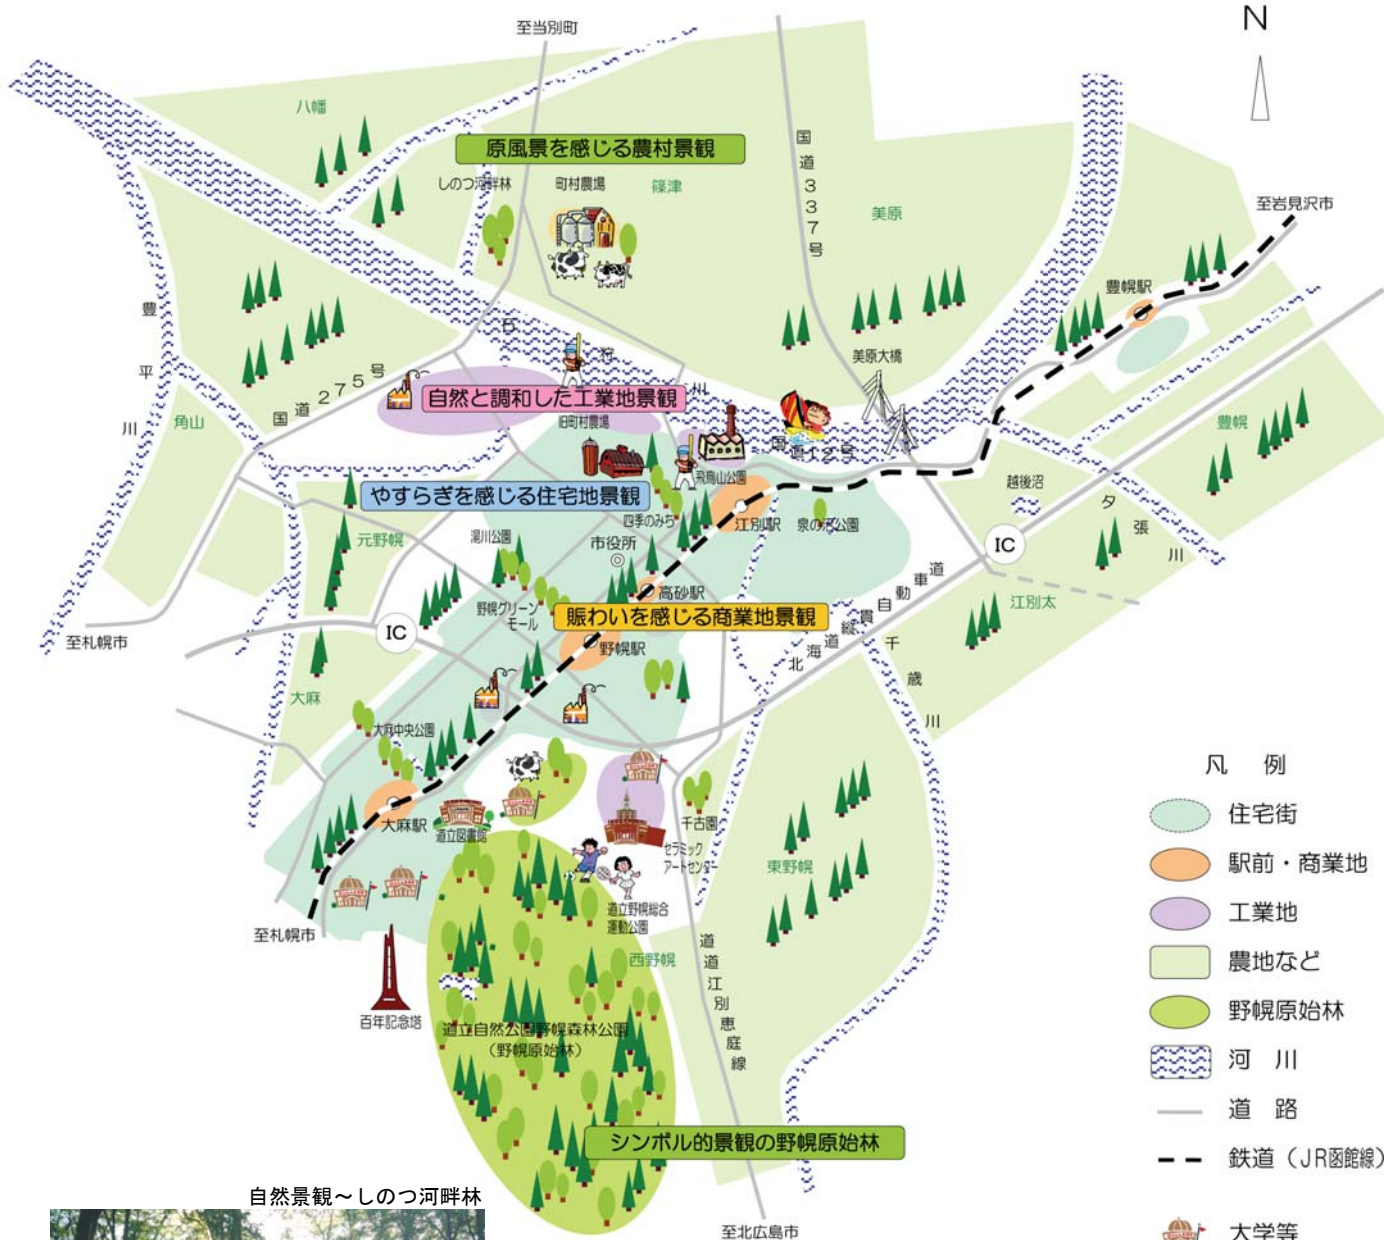 N
至当別町
八幡
原風景を感じる農村景観
しのつ河畔林
町村農場
篠津
国道337号
美原
至岩見沢市
豊幌駅
豊平川
石狩川
美原大橋
国道275号
自然と調和した工業地景観
角山
旧町村農場
国道12号
豊幌
飛鳥山公園
やすらぎを感じる住宅地景観
越後沼
夕張川
四季のみち
江別駅
泉の沼公園
元野幌
湯川公園
市役所
IC
高砂駅
江別太
野幌グリーン
モール
賑わいを感じる商業地景観
北海道縦貫自動車道
千歳川
至札幌市
IC
野幌駅
大麻
大麻中央公園
凡 例
住宅街
駅前・商業地
工業地
農地など
野幌原始林
河 川
道 路
鉄道(JR函館線)
大学等
大麻駅
道立図書館
千古園
セラミック
アートセンター
東野幌
道立野幌総合
運動公園
至札幌市
西野幌
道道江別恵庭線
百年記念塔
道立自然公園野幌森林公園
(野幌原始林)
シンボル的景観の野幌原始林
自然景観～しのつ河畔林
至北広島市